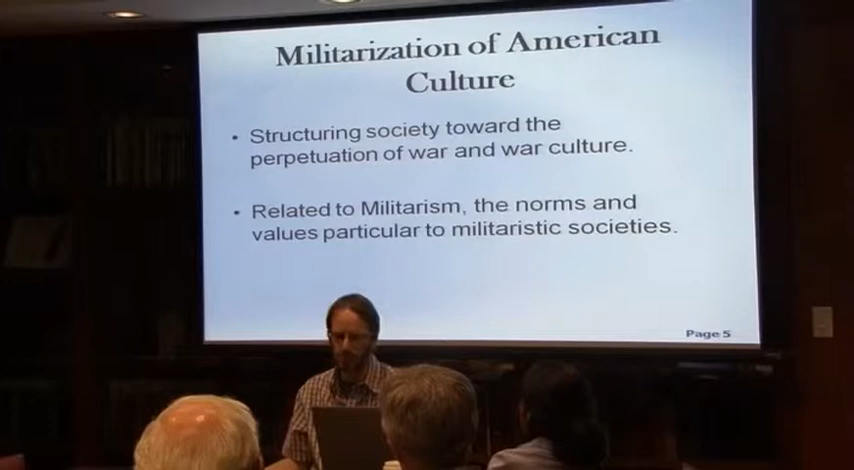 Militarization of American
Culture
• Structuring society toward the
perpetuation of war and war culture.
• Related to Militarism, the norms and
values particular to militaristic societies.
Page 5